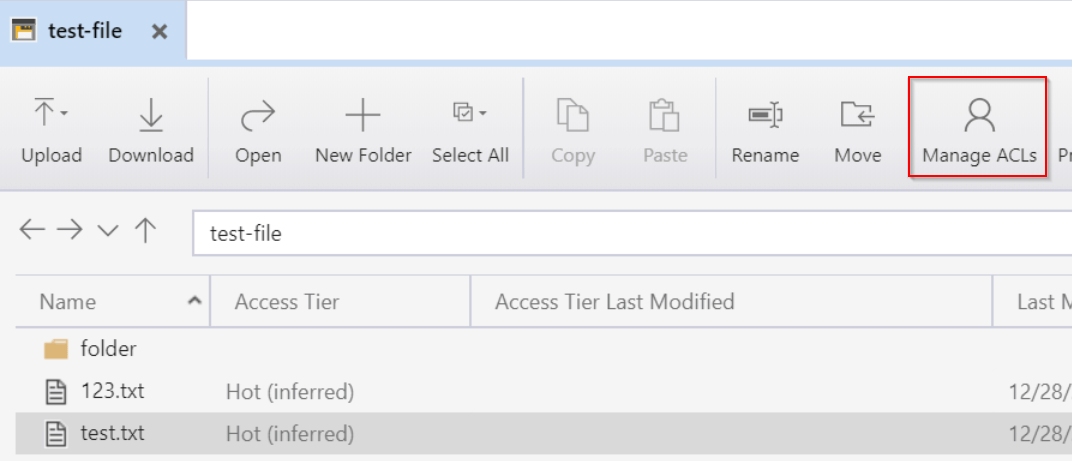 test-file
Upload Download Open New Folder Select All Copy Paste Rename Move Manage ACLs
test-file
Name Access Tier Access Tier Last Modified Last
folder
123.txt Hot (inferred) 12/28/
test.txt Hot (inferred) 12/28/